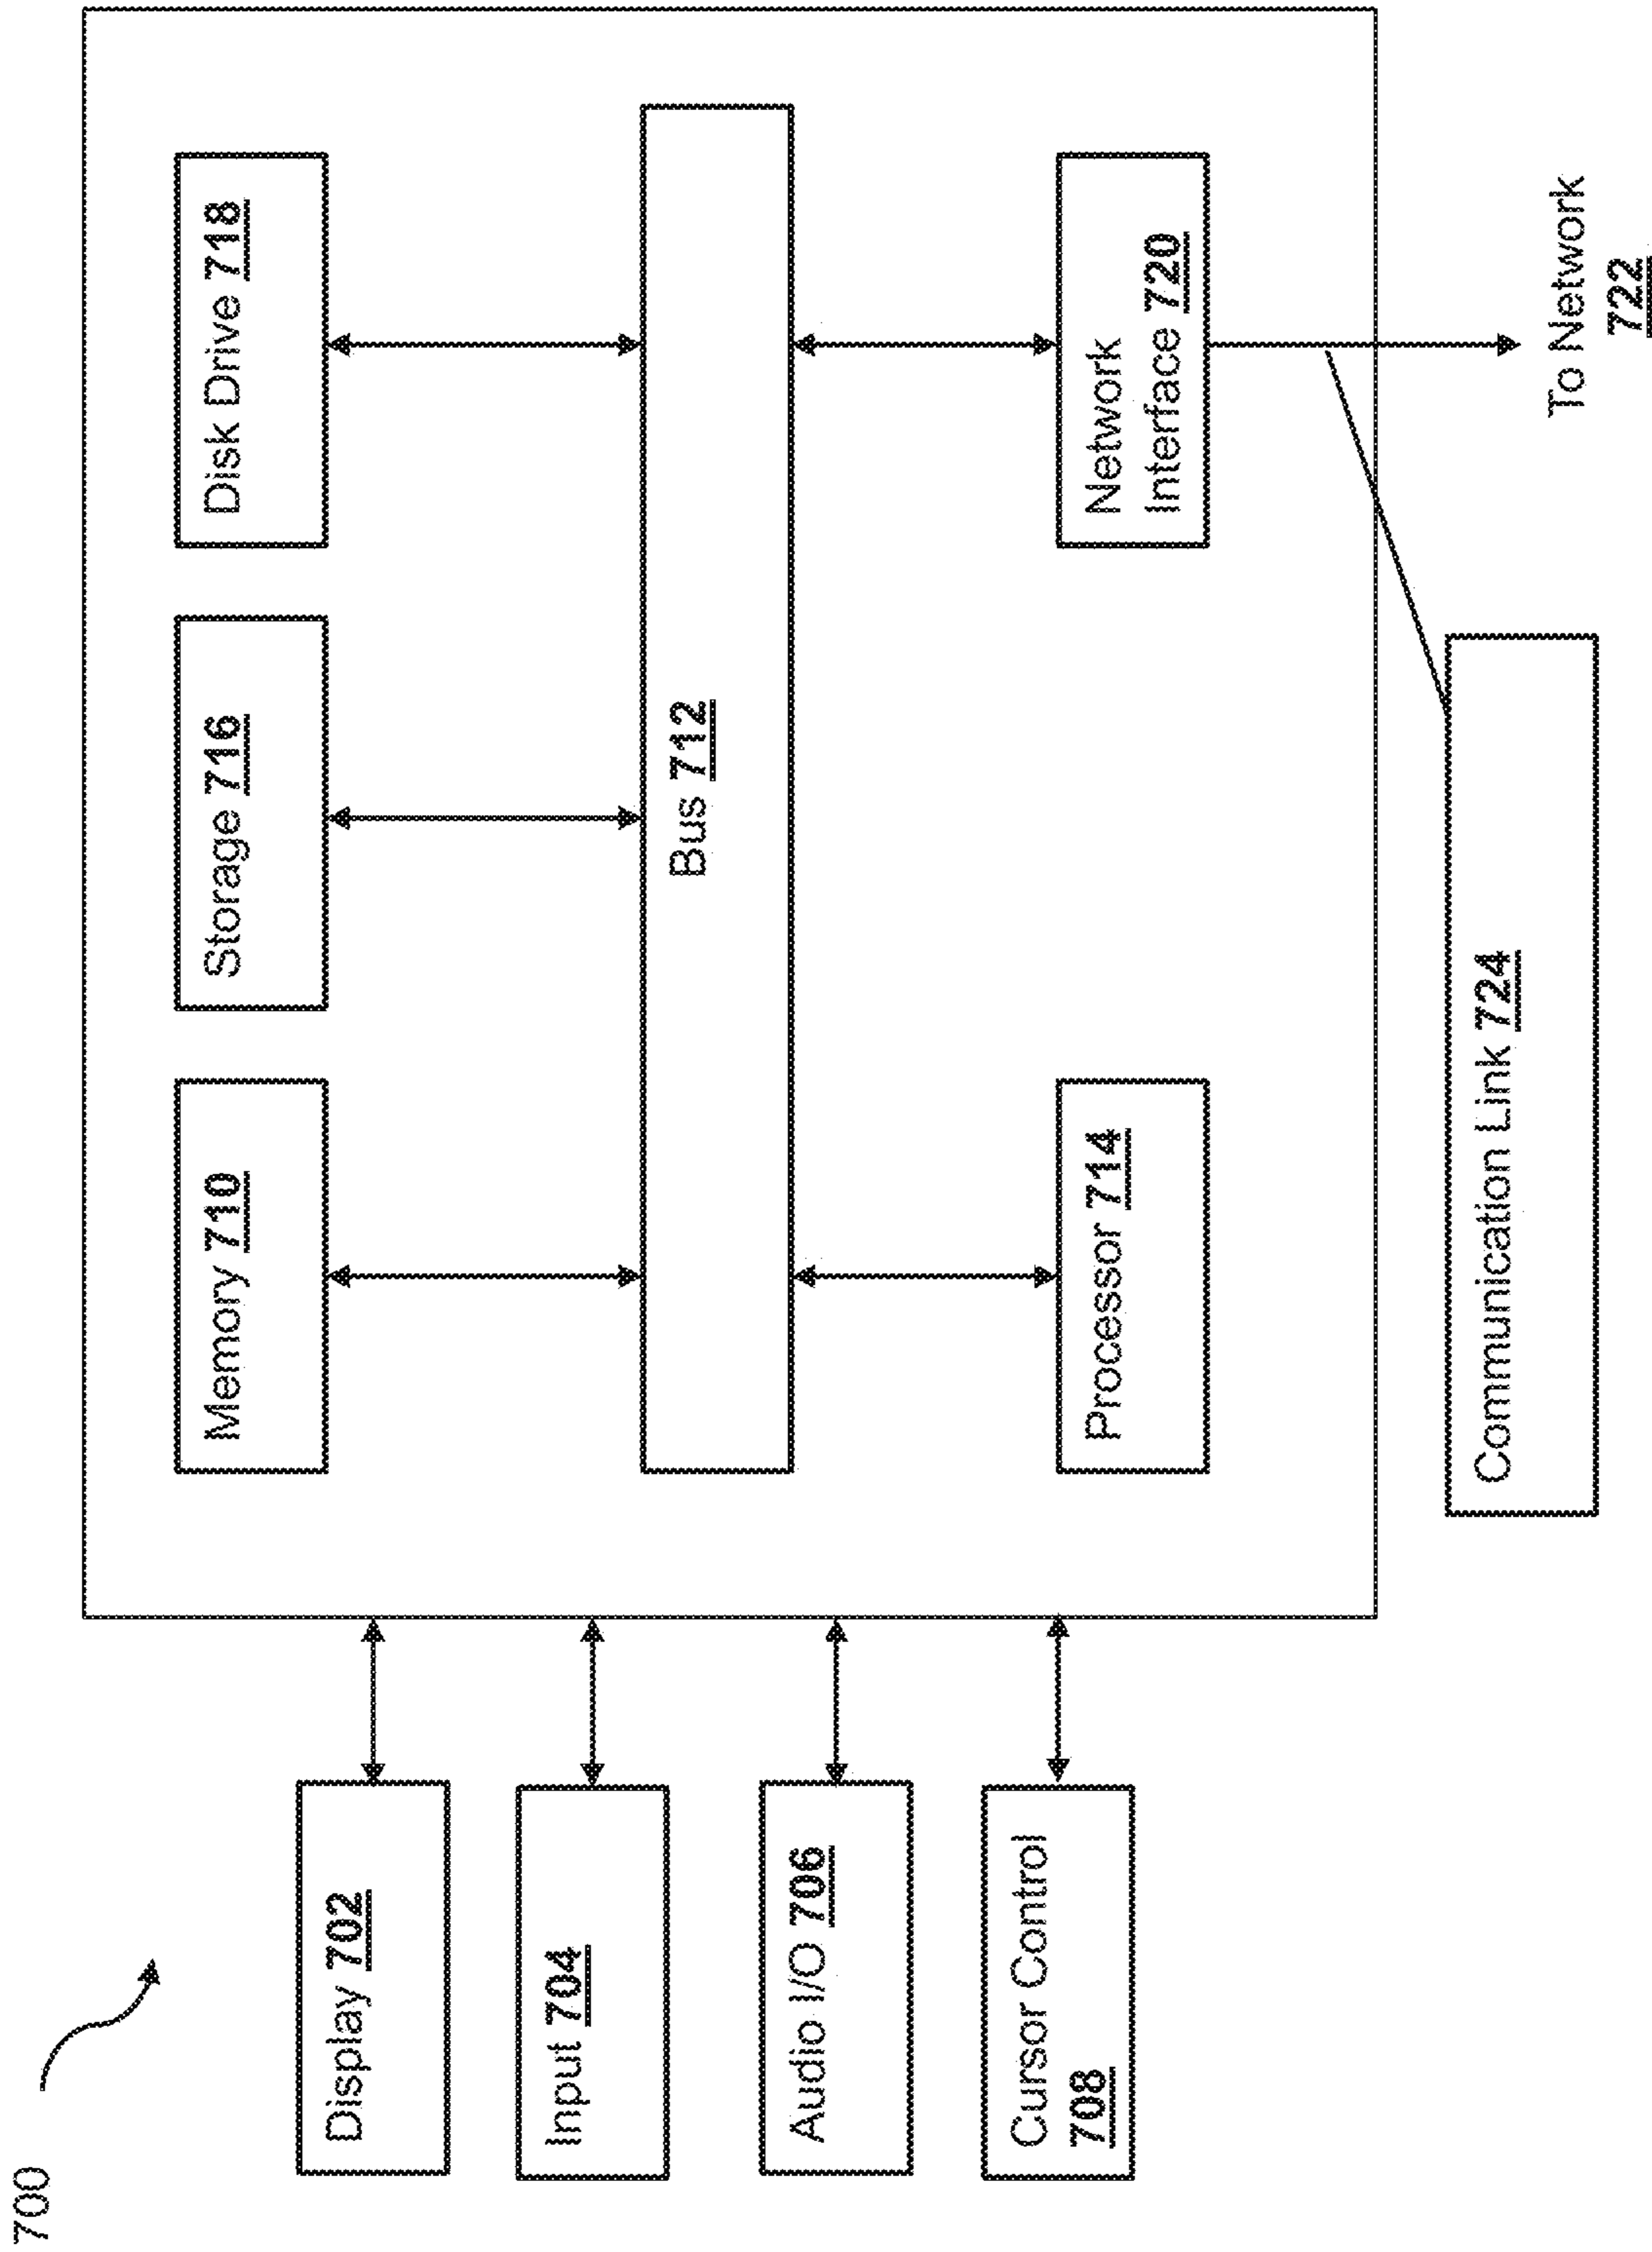 700
Display 702
Input 704
Audio I/O 706
Cursor Control
708
Memory 710
Storage 716
Disk Drive 718
Bus 712
Processor 714
Network
Interface 720
Communication Link 724
To Network
722